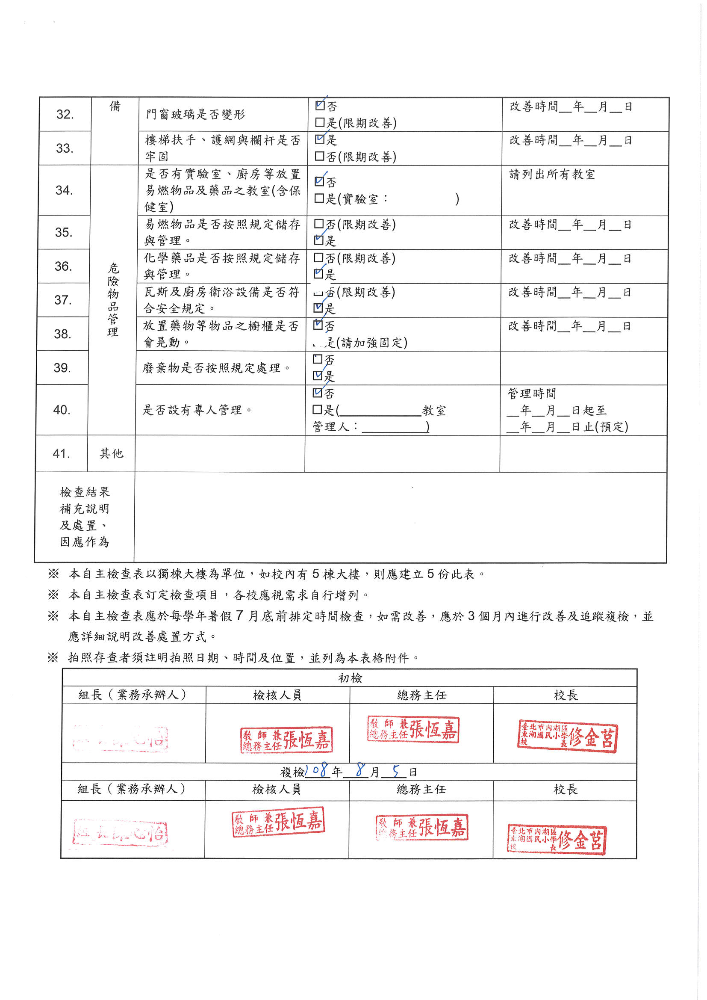 32.
備
門窗玻璃是否變形
☑否
□是(限期改善)
改善時間__年__月__日
33.
樓梯扶手、護網與欄杆是否
牢固
☑是
□否(限期改善)
改善時間__年__月__日
34.
危險物品管理
是否有實驗室、廚房等放置
易燃物品及藥品之教室(含保
健室)
☑否
□是(實驗室： )
請列出所有教室
35.
易燃物品是否按照規定儲存
與管理。
□否(限期改善)
☑是
改善時間__年__月__日
36.
化學藥品是否按照規定儲存
與管理。
□否(限期改善)
☑是
改善時間__年__月__日
37.
瓦斯及廚房衛浴設備是否符
合安全規定。
□否(限期改善)
☑是
改善時間__年__月__日
38.
放置藥物等物品之櫥櫃是否
會晃動。
☑否
是(請加強固定)
改善時間__年__月__日
39.
廢棄物是否按照規定處理。
□否
☑是
40.
是否設有專人管理。
☑否
□是(____________教室
管理人：__________)
管理時間
__年__月__日起至
__年__月__日止(預定)
41.
其他
檢查結果
補充說明
及處置、
因應作為
※ 本自主檢查表以獨棟大樓為單位，如校內有 5 棟大樓，則應建立 5 份此表。
※ 本自主檢查表訂定檢查項目，各校應視需求自行增列。
※ 本自主檢查表應於每學年暑假 7 月底前排定時間檢查，如需改善，應於 3 個月內進行改善及追蹤複檢，並
應詳細說明改善處置方式。
※ 拍照存查者須註明拍照日期、時間及位置，並列為本表格附件。
初檢
組長（業務承辦人） 檢核人員 總務主任 校長
教師兼
總務主任 張恆嘉
教師兼
總務主任 張恆嘉
臺北市內湖區
東湖國民小學
校長 修金莒
複檢 108 年 8 月 5 日
組長（業務承辦人） 檢核人員 總務主任 校長
組長陳心怡
教師兼
總務主任 張恆嘉
教師兼
總務主任 張恆嘉
臺北市內湖區
東湖國民小學
校長 修金莒